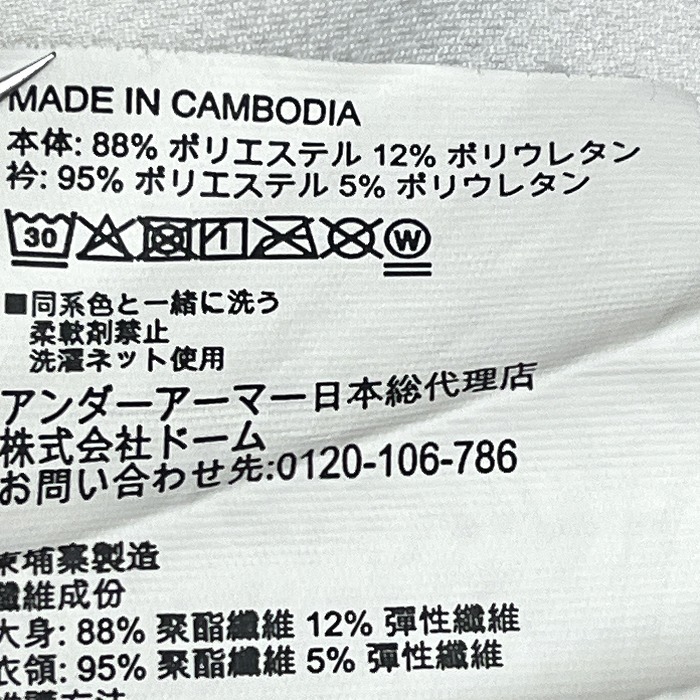 MADE IN CAMBODIA
本体: 88% ポリエステル 12% ポリウレタン
衿: 95% ポリエステル 5% ポリウレタン
30 W
■同系色と一緒に洗う
柔軟剤禁止
洗濯ネット使用
アンダーアーマー日本総代理店
株式会社ドーム
お問い合わせ先:0120-106-786
柬埔寨製造
纖維成份
大身: 88% 聚酯纖維 12% 彈性纖維
衣領: 95% 聚酯纖維 5% 彈性纖維